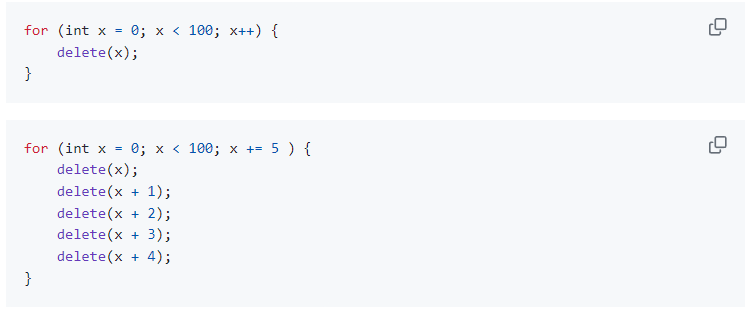 for (int x = 0; x < 100; x++) {
    delete(x);
}
for (int x = 0; x < 100; x += 5 ) {
    delete(x);
    delete(x + 1);
    delete(x + 2);
    delete(x + 3);
    delete(x + 4);
}